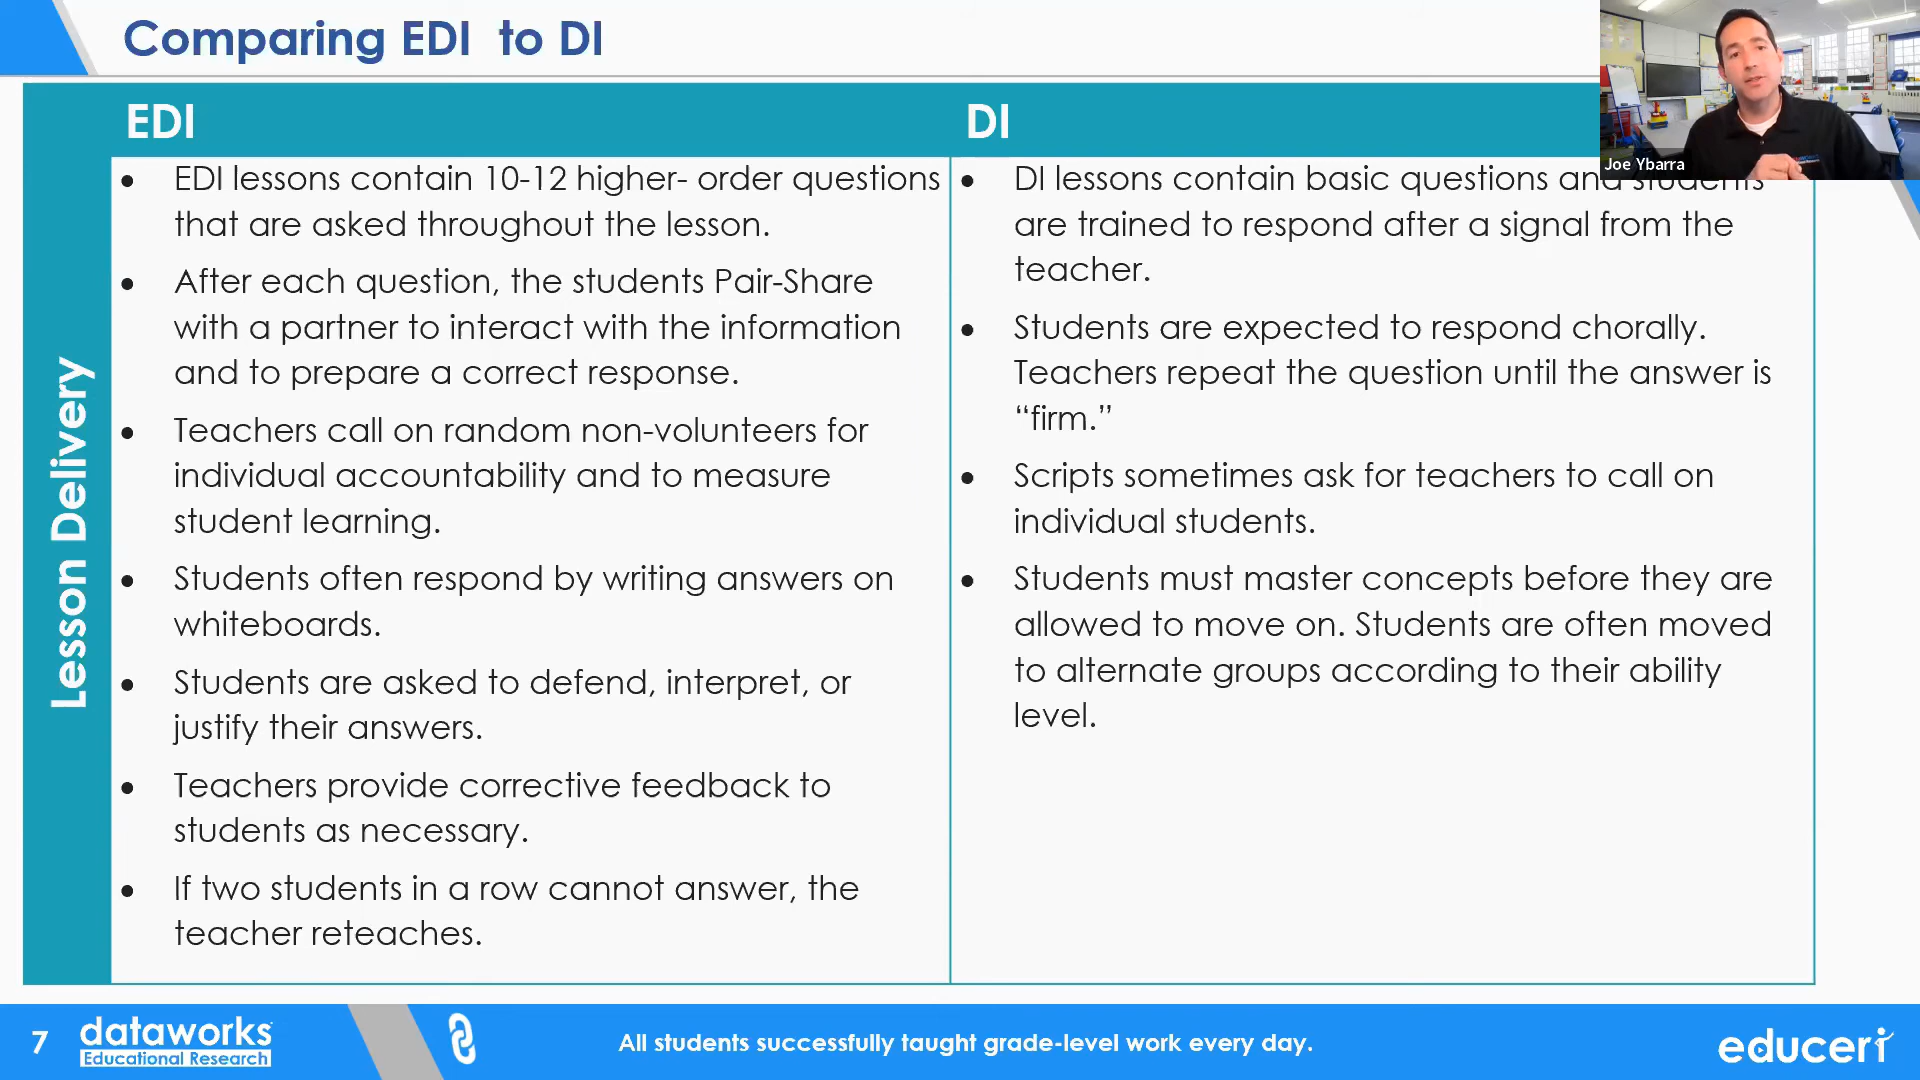 Comparing EDI to DI
Joe Ybarra
EDI
DI
Lesson Delivery
• EDI lessons contain 10-12 higher- order questions
that are asked throughout the lesson.
• After each question, the students Pair-Share
with a partner to interact with the information
and to prepare a correct response.
• Teachers call on random non-volunteers for
individual accountability and to measure
student learning.
• Students often respond by writing answers on
whiteboards.
• Students are asked to defend, interpret, or
justify their answers.
• Teachers provide corrective feedback to
students as necessary.
• If two students in a row cannot answer, the
teacher reteaches.
• DI lessons contain basic questions and students
are trained to respond after a signal from the
teacher.
• Students are expected to respond chorally.
Teachers repeat the question until the answer is
“firm.”
• Scripts sometimes ask for teachers to call on
individual students.
• Students must master concepts before they are
allowed to move on. Students are often moved
to alternate groups according to their ability
level.
7
dataworks
Educational Research
All students successfully taught grade-level work every day.
educeri